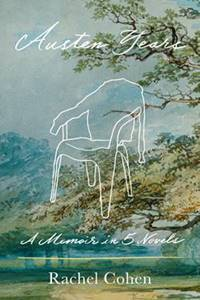 Austen Years
A Memoir in 5 Novels
Rachel Cohen